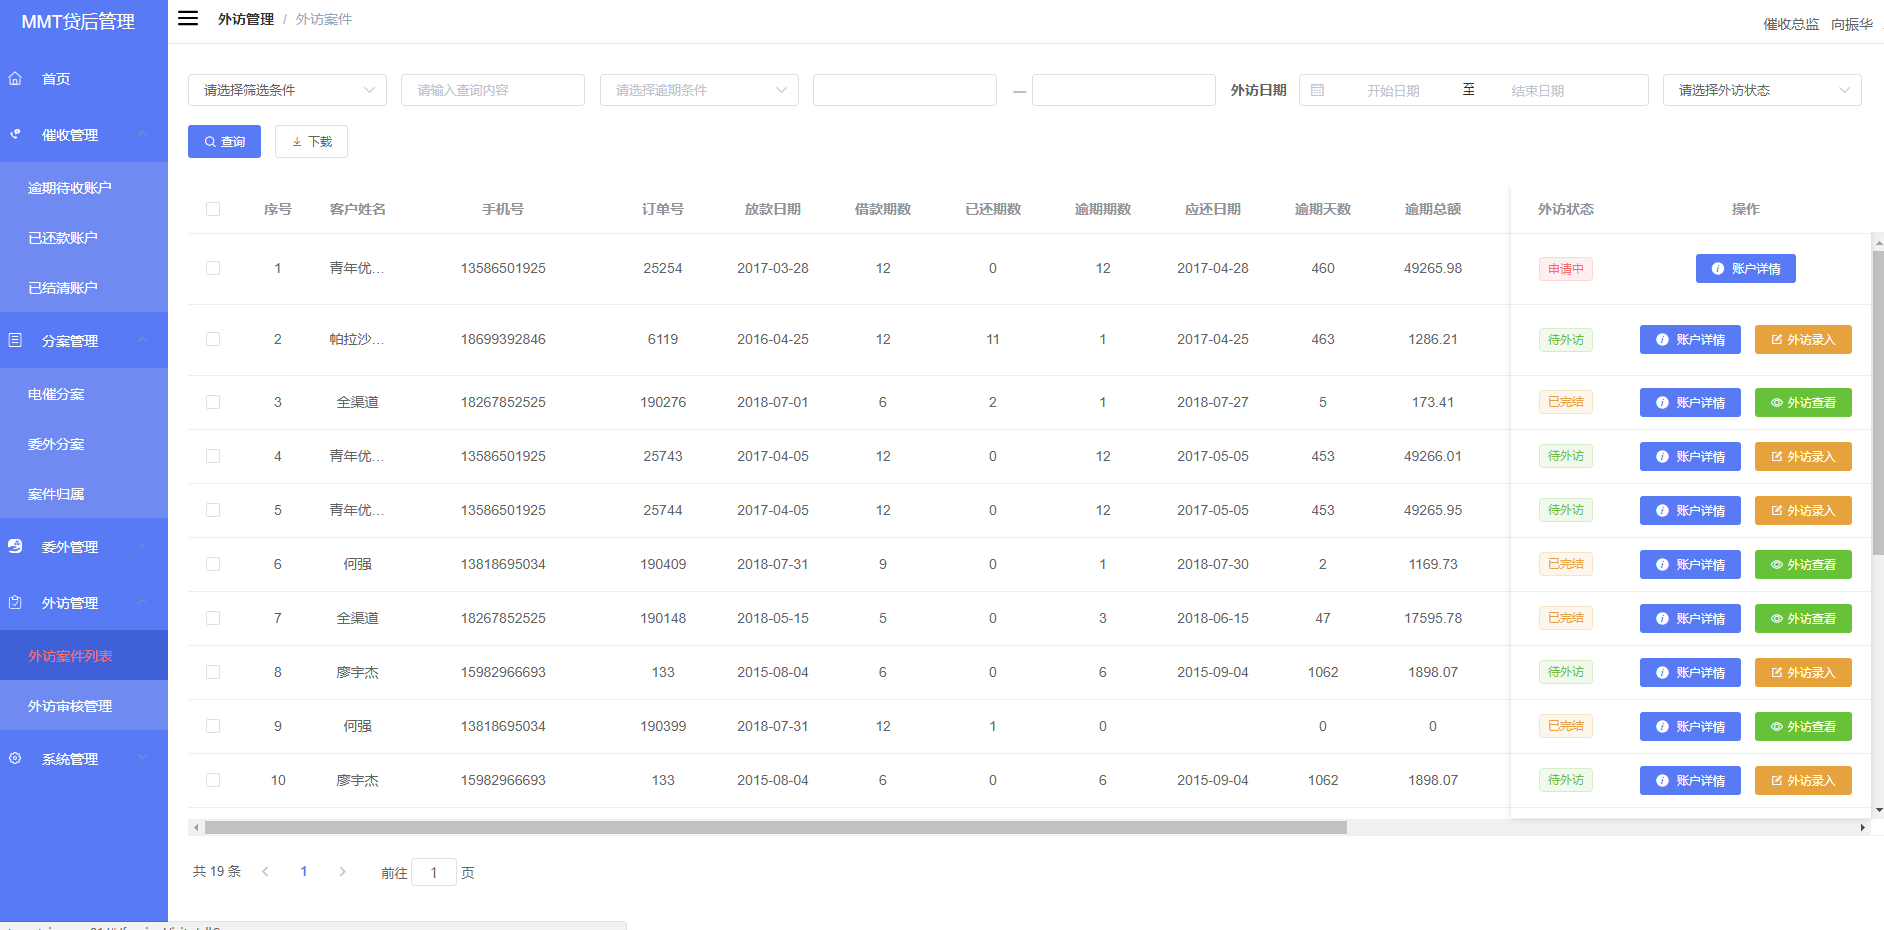 MMT贷后管理
外访管理 / 外访案件
催收总监 向振华
首页
催收管理
逾期待收账户
已还款账户
已结清账户
分案管理
电催分案
委外分案
案件归属
委外管理
外访管理
外访案件列表
外访审核管理
系统管理
请选择筛选条件 请输入查询内容 请选择逾期条件 — 外访日期 开始日期 至 结束日期 请选择外访状态
查询 下载
序号 客户姓名 手机号 订单号 放款日期 借款期数 已还期数 逾期期数 应还日期 逾期天数 逾期总额 外访状态 操作
1 青年优... 13586501925 25254 2017-03-28 12 0 12 2017-04-28 460 49265.98 申请中 账户详情
2 帕拉沙... 18699392846 6119 2016-04-25 12 11 1 2017-04-25 463 1286.21 待外访 账户详情 外访录入
3 全渠道 18267852525 190276 2018-07-01 6 2 1 2018-07-27 5 173.41 已完结 账户详情 外访查看
4 青年优... 13586501925 25743 2017-04-05 12 0 12 2017-05-05 453 49266.01 待外访 账户详情 外访录入
5 青年优... 13586501925 25744 2017-04-05 12 0 12 2017-05-05 453 49265.95 待外访 账户详情 外访录入
6 何强 13818695034 190409 2018-07-31 9 0 1 2018-07-30 2 1169.73 已完结 账户详情 外访查看
7 全渠道 18267852525 190148 2018-05-15 5 0 3 2018-06-15 47 17595.78 已完结 账户详情 外访查看
8 廖宇杰 15982966693 133 2015-08-04 6 0 6 2015-09-04 1062 1898.07 待外访 账户详情 外访录入
9 何强 13818695034 190399 2018-07-31 12 1 0 0 0 已完结 账户详情 外访查看
10 廖宇杰 15982966693 133 2015-08-04 6 0 6 2015-09-04 1062 1898.07 待外访 账户详情 外访录入
共 19 条 1 前往 1 页